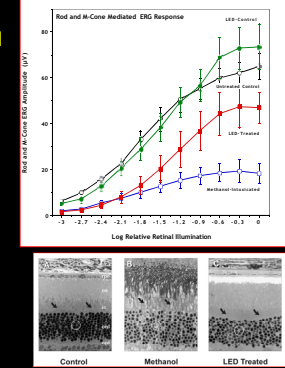 Rod and M-Cone Mediated ERG Response
LED-Control
Untreated Control
LED-Treated
Methanol-Intoxicated
Rod and M-Cone ERG Amplitude (µV)
80
60
40
20
0
-3 -2.7 -2.4 -2.1 -1.8 -1.5 -1.2 -0.9 -0.6 -0.3 0
Log Relative Retinal Illumination
B
Control Methanol LED Treated